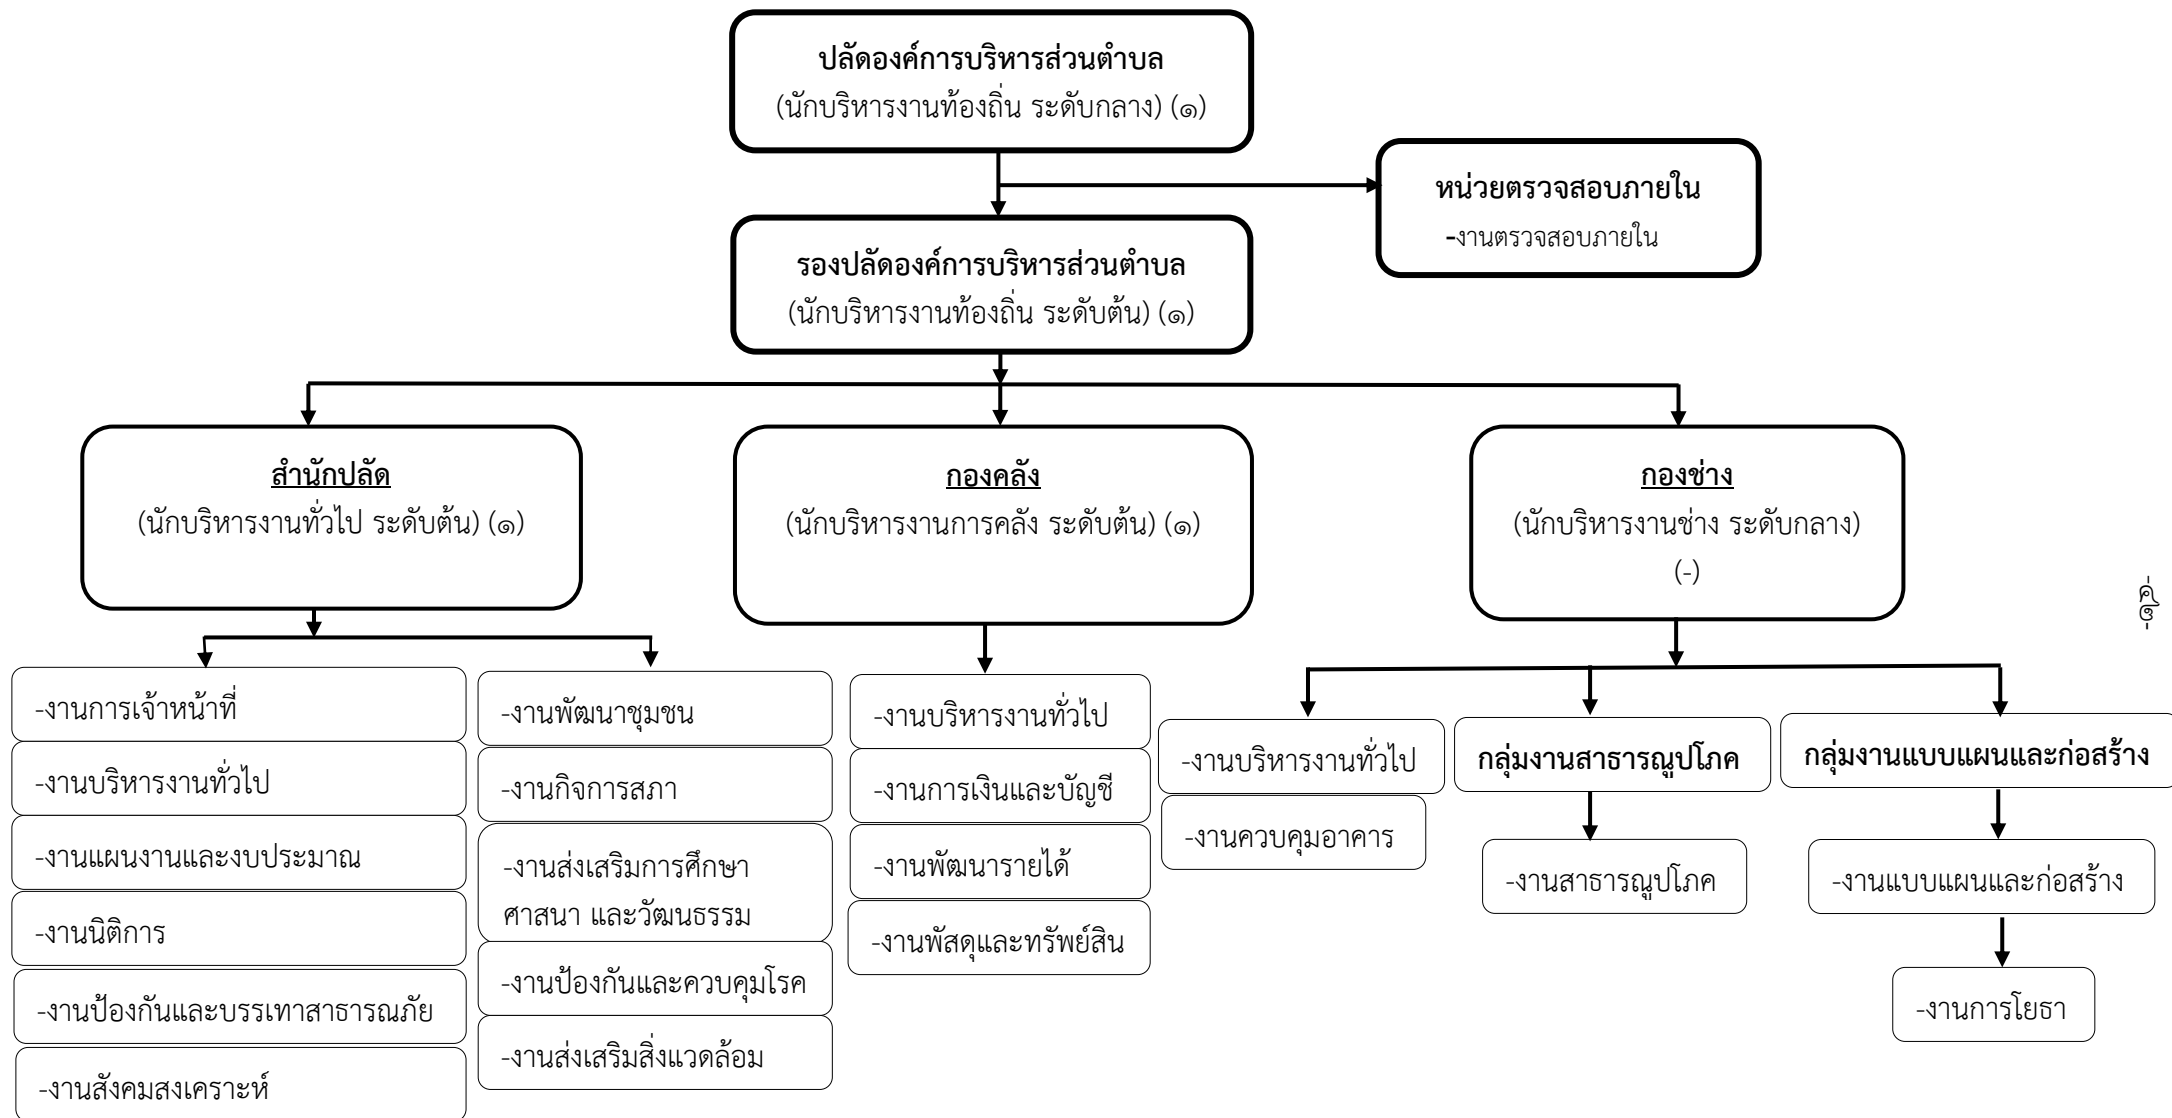 ปลัดองค์การบริหารส่วนตำบล
(นักบริหารงานท้องถิ่น ระดับกลาง) (๑)
หน่วยตรวจสอบภายใน
-งานตรวจสอบภายใน
รองปลัดองค์การบริหารส่วนตำบล
(นักบริหารงานท้องถิ่น ระดับต้น) (๑)
สำนักปลัด
(นักบริหารงานทั่วไป ระดับต้น) (๑)
กองคลัง
(นักบริหารงานการคลัง ระดับต้น) (๑)
กองช่าง
(นักบริหารงานช่าง ระดับกลาง)
(-)
-งานการเจ้าหน้าที่
-งานบริหารงานทั่วไป
-งานแผนงานและงบประมาณ
-งานนิติการ
-งานป้องกันและบรรเทาสาธารณภัย
-งานสังคมสงเคราะห์
-งานพัฒนาชุมชน
-งานกิจการสภา
-งานส่งเสริมการศึกษา
ศาสนา และวัฒนธรรม
-งานป้องกันและควบคุมโรค
-งานส่งเสริมสิ่งแวดล้อม
-งานบริหารงานทั่วไป
-งานการเงินและบัญชี
-งานพัฒนารายได้
-งานพัสดุและทรัพย์สิน
-งานบริหารงานทั่วไป
-งานควบคุมอาคาร
กลุ่มงานสาธารณูปโภค
-งานสาธารณูปโภค
กลุ่มงานแบบแผนและก่อสร้าง
-งานแบบแผนและก่อสร้าง
-งานการโยธา